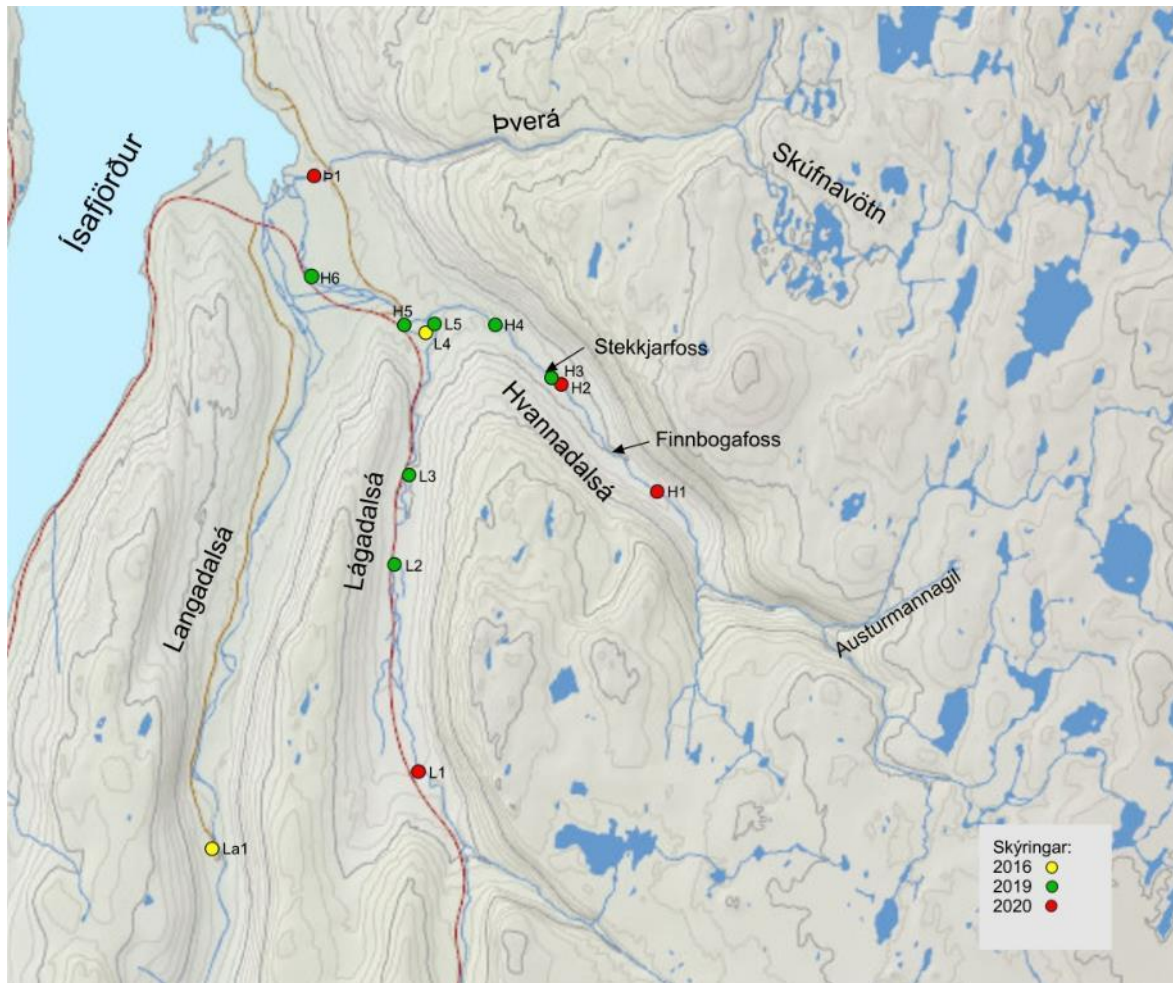 Þverá
Skúfnavötn
Ísafjörður
Þ1
H6
H5
L5
L4
H4
Stekkjarfoss
H3
H2
Hvannadalsá
Finnbogafoss
H1
L3
Lágadalsá
Langadalsá
L2
Austurmannagil
L1
La1
Skýringar:
2016
2019
2020